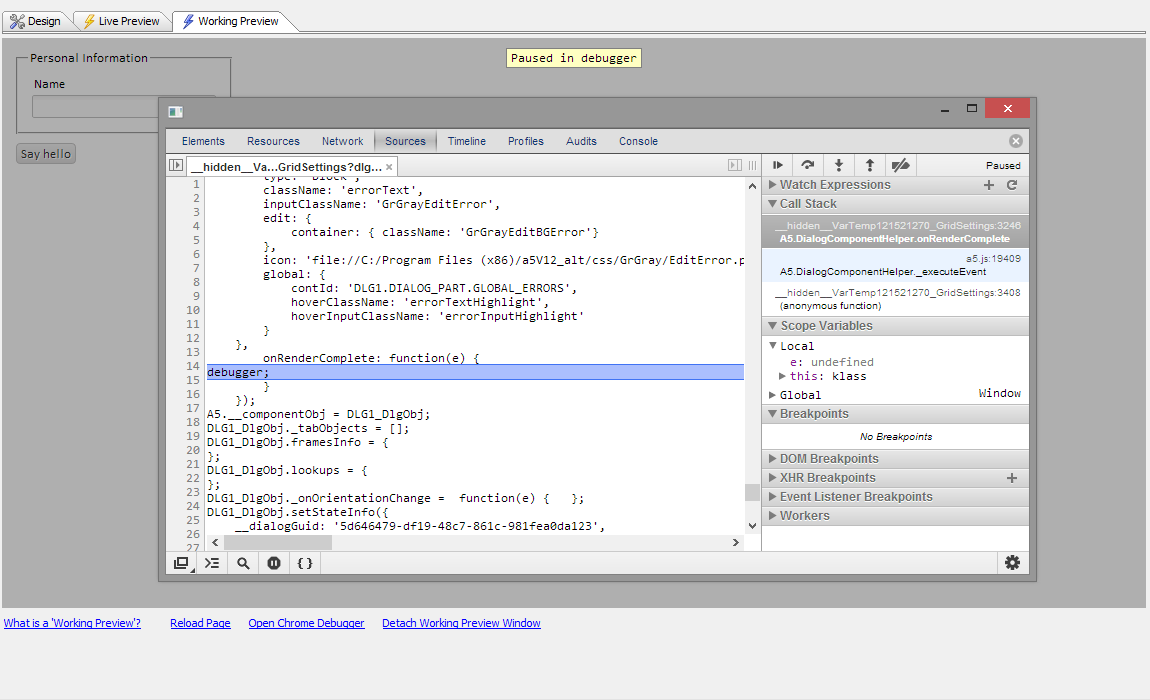 Design Live Preview Working Preview
Personal Information
Paused in debugger
Name
Say hello
Elements Resources Network Sources Timeline Profiles Audits Console
__hidden__Va...GridSettings?dlg... ×
Paused
1
2
3
4
5
6
7
8
9
10
11
12
13
14
15
16
17
18
19
20
21
22
23
24
25
26
27
className: 'errorText',
inputClassName: 'GrGrayEditError',
edit: {
container: { className: 'GrGrayEditBGError'}
},
icon: 'file://C:/Program Files (x86)/a5V12_alt/css/GrGray/EditError.p
global: {
contId: 'DLG1.DIALOG_PART.GLOBAL_ERRORS',
hoverClassName: 'errorTextHighlight',
hoverInputClassName: 'errorInputHighlight'
}
},
onRenderComplete: function(e) {
debugger;
}
});
A5.__componentObj = DLG1_DlgObj;
DLG1_DlgObj._tabObjects = [];
DLG1_DlgObj.framesInfo = {
};
DLG1_DlgObj.lookups = {
};
DLG1_DlgObj._onOrientationChange = function(e) { };
DLG1_DlgObj.setStateInfo({
__dialogGuid: '5d646479-df19-48c7-861c-981fea0da123',
Watch Expressions
Call Stack
__hidden__VarTemp121521270_GridSettings:3246
A5.DialogComponentHelper.onRenderComplete
a5.js:19409
A5.DialogComponentHelper._executeEvent
__hidden__VarTemp121521270_GridSettings:3408
(anonymous function)
Scope Variables
Local
e: undefined
this: klass
Global Window
Breakpoints
No Breakpoints
DOM Breakpoints
XHR Breakpoints
Event Listener Breakpoints
Workers
What is a 'Working Preview'? Reload Page Open Chrome Debugger Detach Working Preview Window